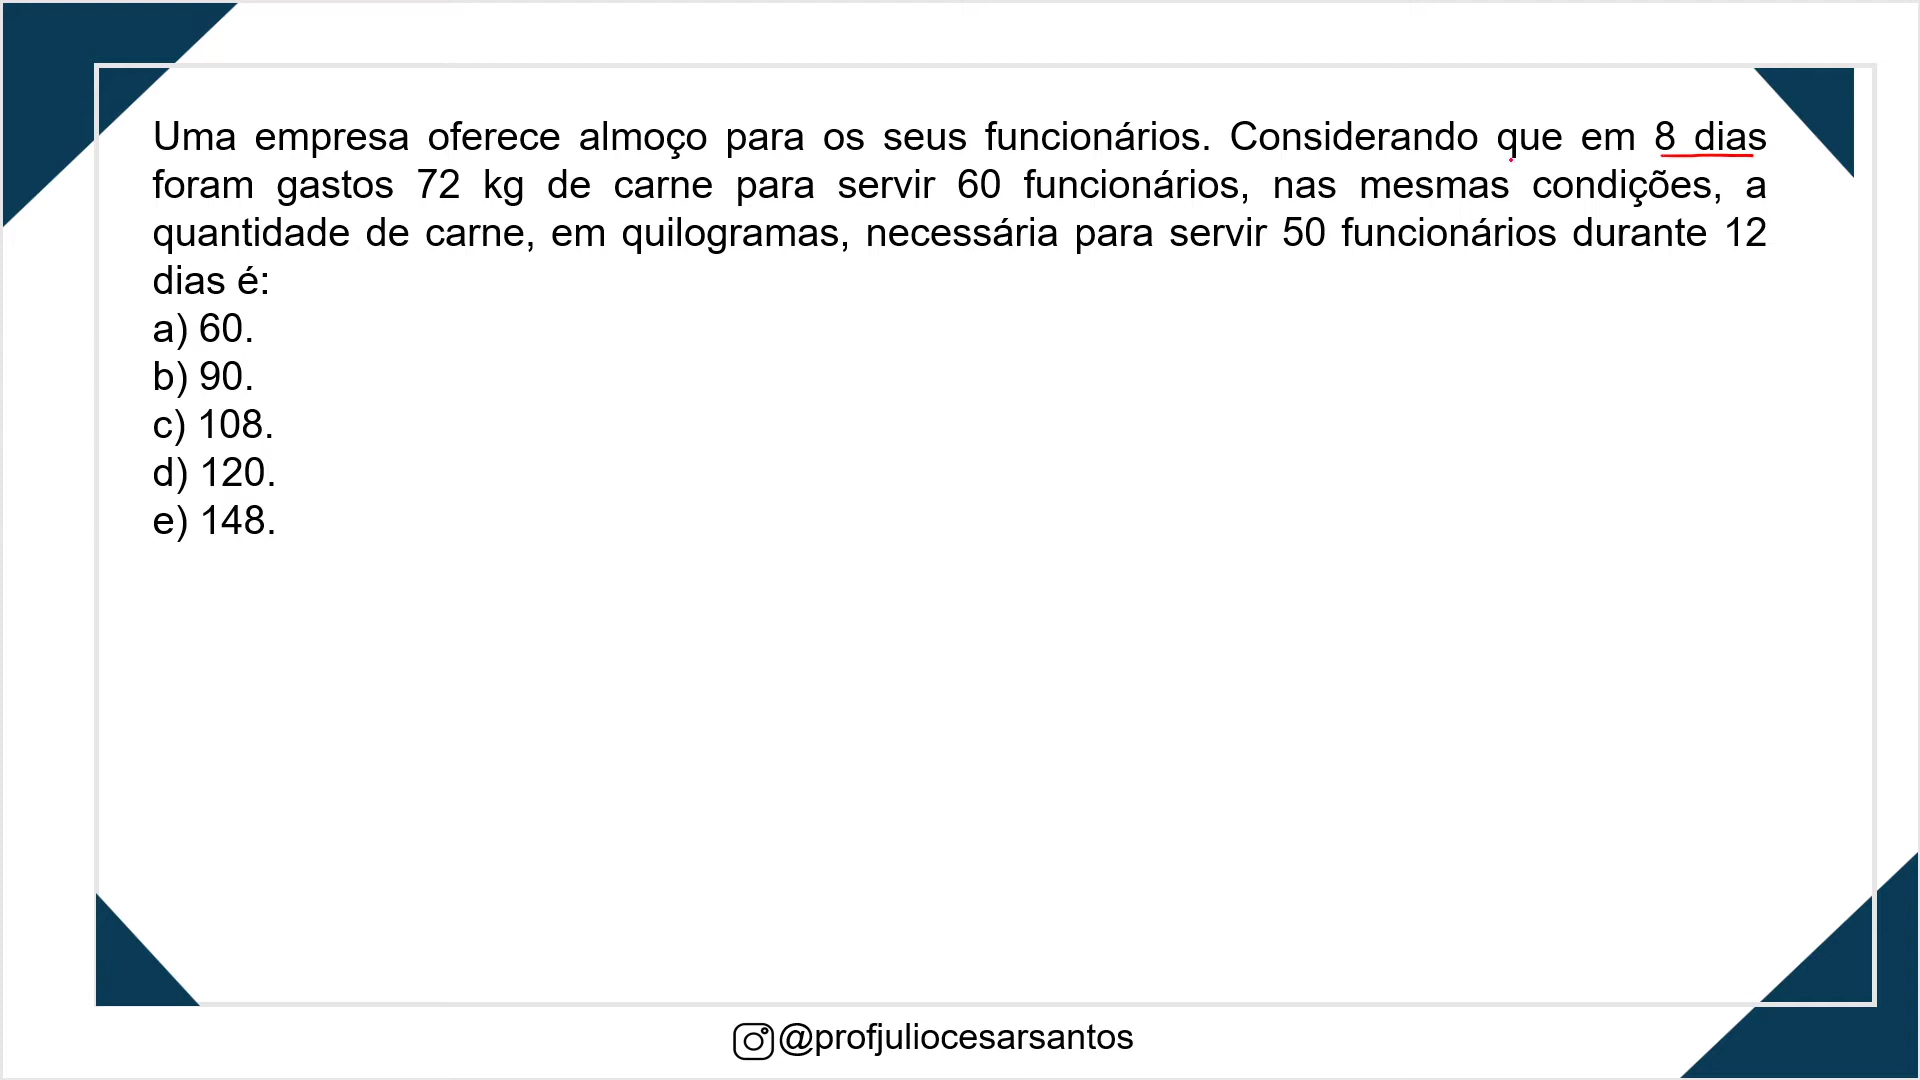 Uma empresa oferece almoço para os seus funcionários. Considerando que em 8 dias
foram gastos 72 kg de carne para servir 60 funcionários, nas mesmas condições, a
quantidade de carne, em quilogramas, necessária para servir 50 funcionários durante 12
dias é:
a) 60.
b) 90.
c) 108.
d) 120.
e) 148.
@profjuliocesarsantos